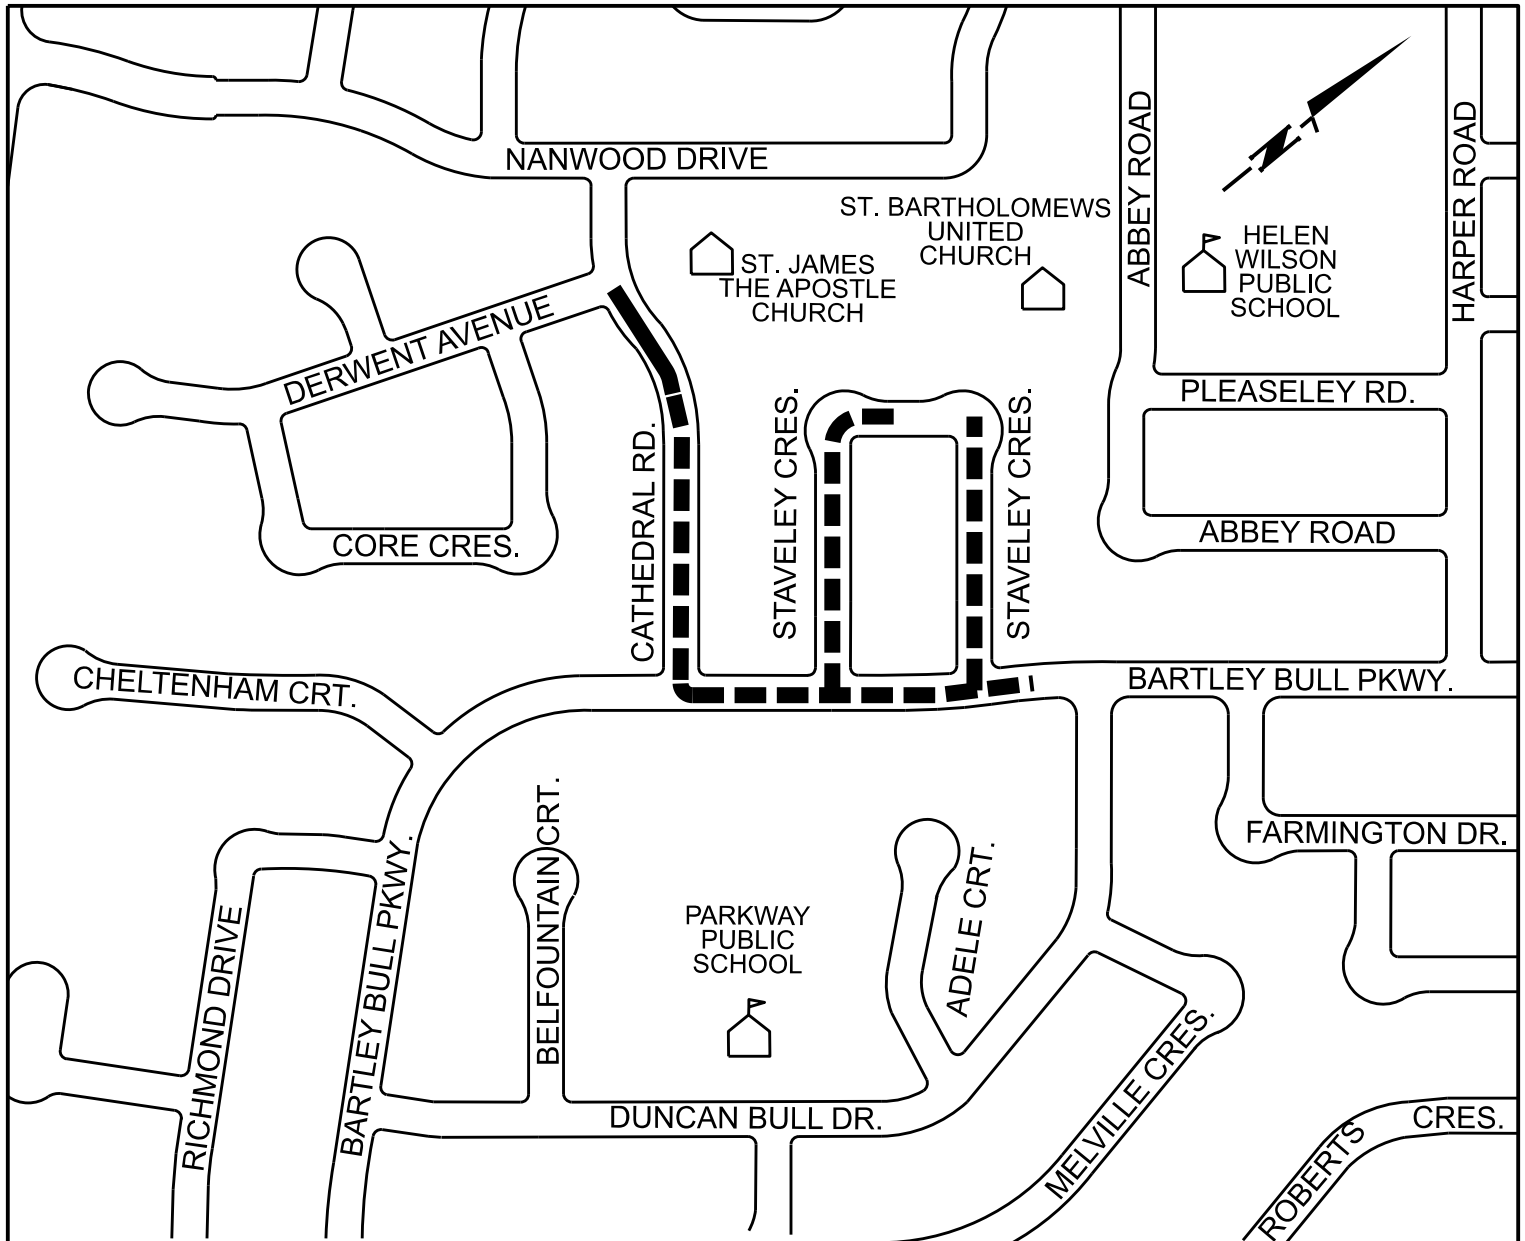 NANWOOD DRIVE
ABBEY ROAD
HARPER ROAD
N
ST. BARTHOLOMEWS
UNITED
CHURCH
HELEN
WILSON
PUBLIC
SCHOOL
ST. JAMES
THE APOSTLE
CHURCH
DERWENT AVENUE
PLEASELEY RD.
CATHEDRAL RD.
STAVELEY CRES.
STAVELEY CRES.
ABBEY ROAD
CORE CRES.
CHELTENHAM CRT.
BARTLEY BULL PKWY.
FARMINGTON DR.
BELFOUNTAIN CRT.
ADELE CRT.
PARKWAY
PUBLIC
SCHOOL
RICHMOND DRIVE
BARTLEY BULL PKWY.
DUNCAN BULL DR.
MELVILLE CRES.
ROBERTS
CRES.